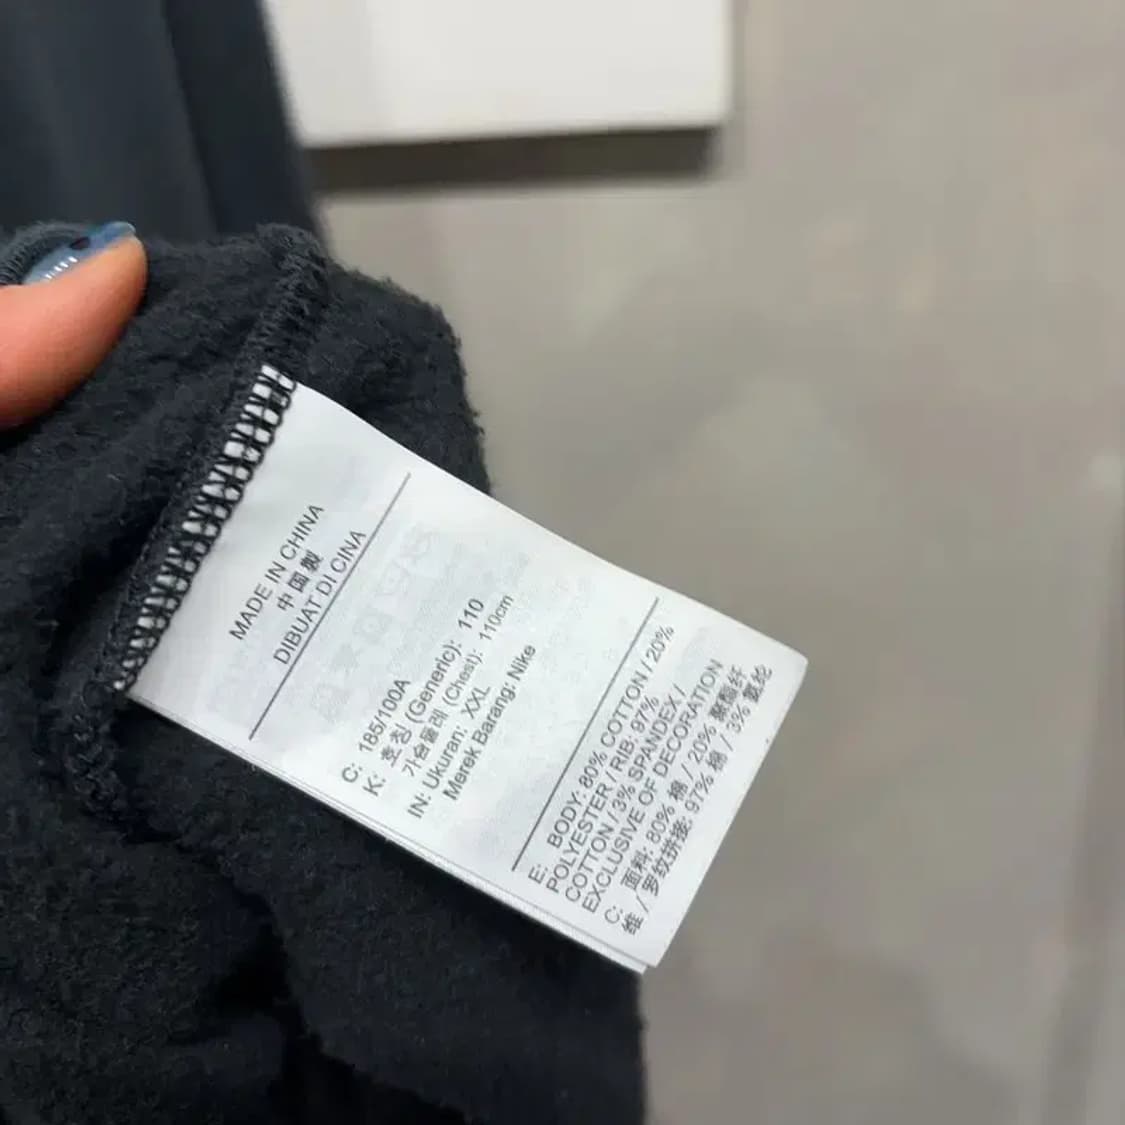 MADE IN CHINA
中国製
DIBUAT DI CINA
C: 185/100A
K: 호칭 (Generic): 110
가슴둘레 (Chest): 110cm
IN: Ukuran: XXL
Merek Barang: Nike
E: BODY: 80% COTTON / 20%
POLYESTER / RIB: 97%
COTTON / 3% SPANDEX /
EXCLUSIVE OF DECORATION
C: 面料: 80% 棉 / 20% 聚酯纤
维 / 罗纹拼接: 97% 棉 / 3% 氨纶